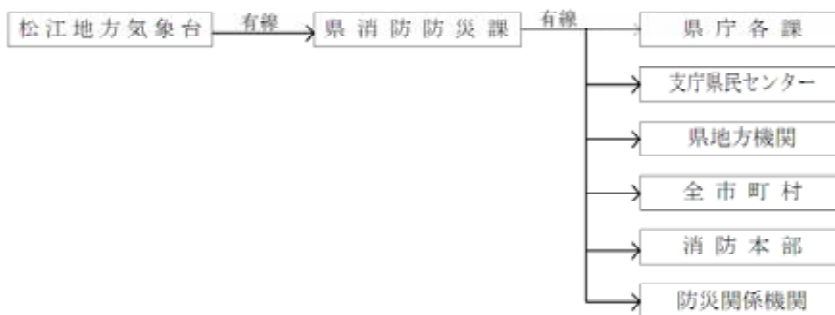 松江地方気象台 有線 県消防防災課 有線 県庁各課
支庁県民センター
県地方機関
全市町村
消防本部
防災関係機関